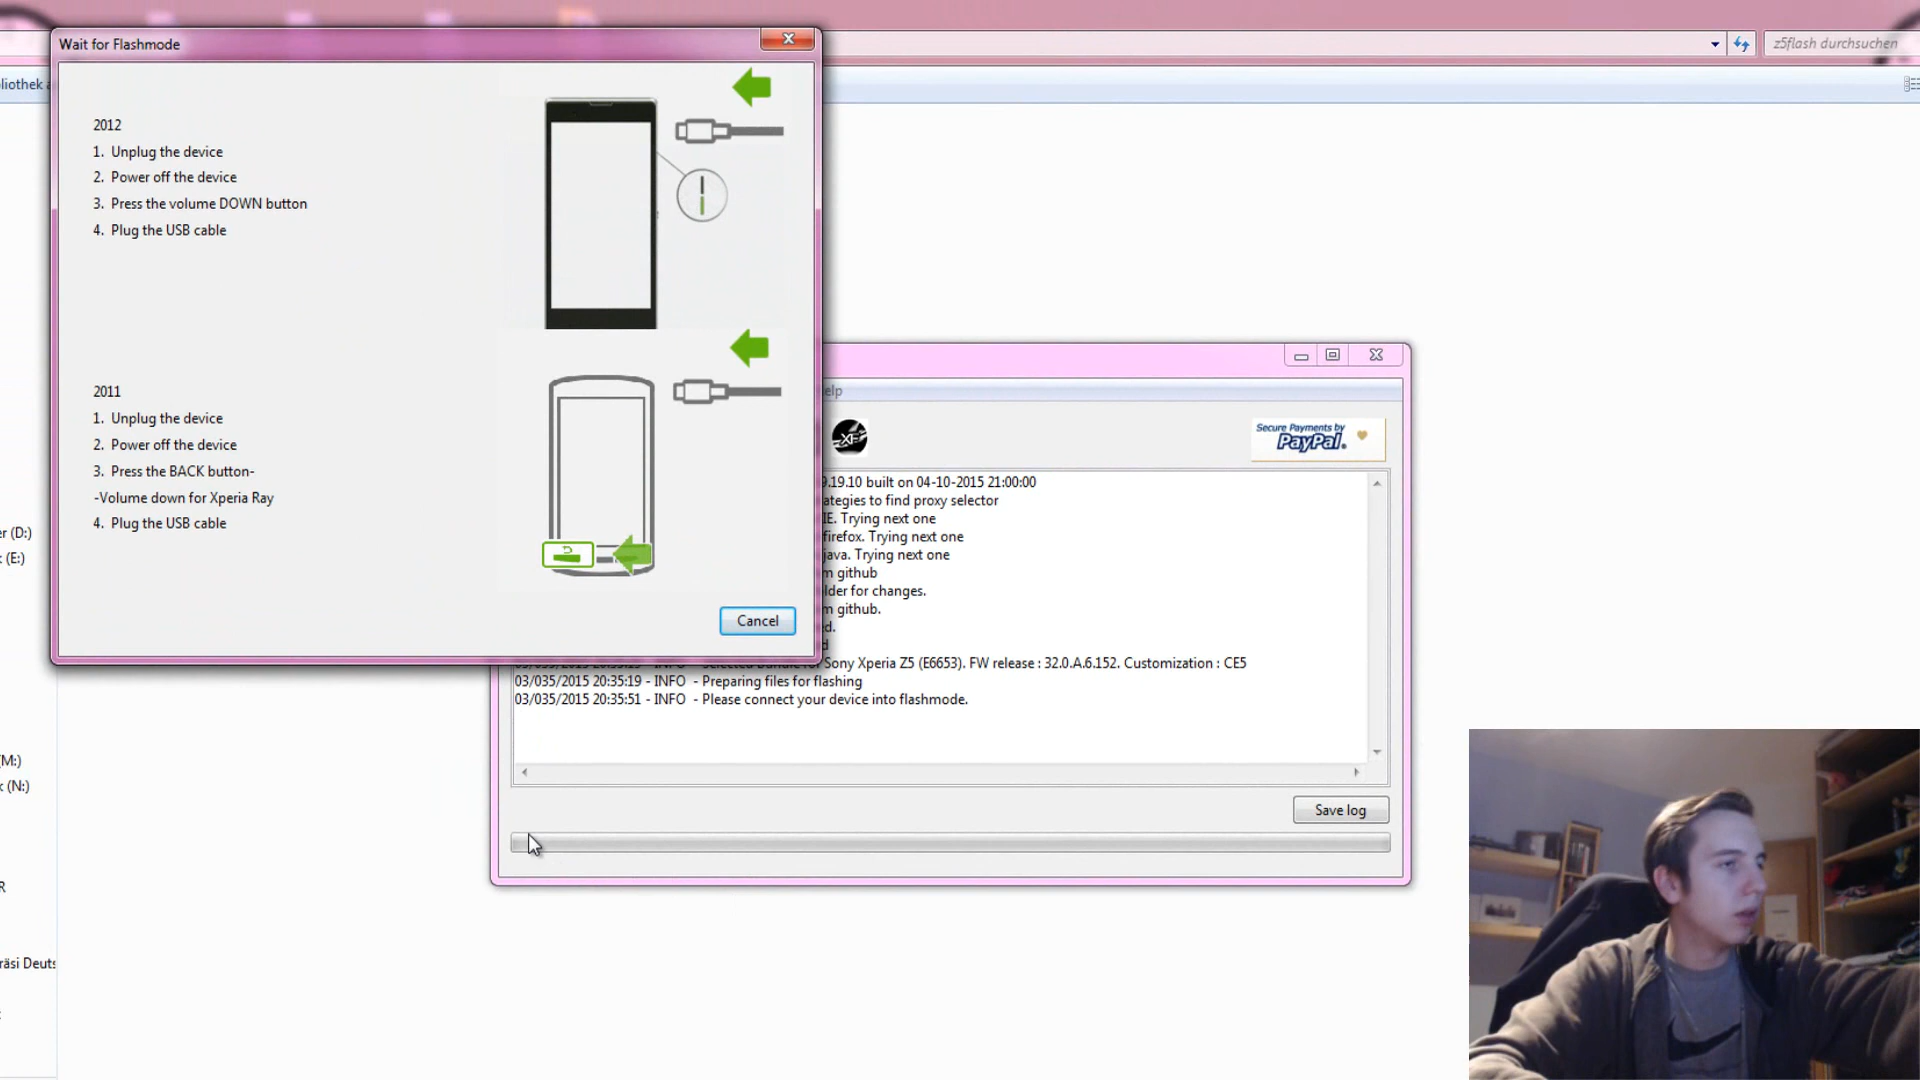 Wait for Flashmode
z5flash durchsuchen
2012
1. Unplug the device
2. Power off the device
3. Press the volume DOWN button
4. Plug the USB cable
2011
1. Unplug the device
2. Power off the device
3. Press the BACK button-
-Volume down for Xperia Ray
4. Plug the USB cable
Cancel
Secure Payments by
PayPal
.19.10 built on 04-10-2015 21:00:00
ategies to find proxy selector
IE. Trying next one
firefox. Trying next one
java. Trying next one
m github
lder for changes.
m github.
ed.
d
Sony Xperia Z5 (E6653). FW release : 32.0.A.6.152. Customization : CE5
03/035/2015 20:35:19 - INFO - Preparing files for flashing
03/035/2015 20:35:51 - INFO - Please connect your device into flashmode.
Save log
liothek a
er (D:)
(E:)
(M:)
k (N:)
R
räsi Deuts
elp